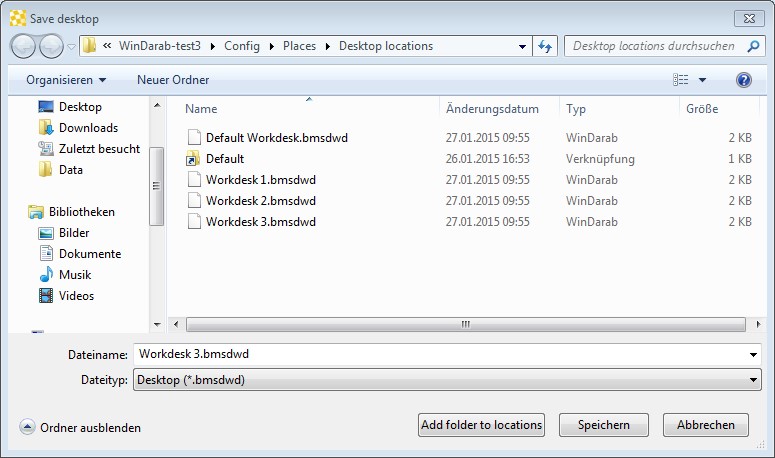 Save desktop
« WinDarab-test3 Config Places Desktop locations Desktop locations durchsuchen
Organisieren Neuer Ordner ?
Desktop
Downloads
Zuletzt besucht
Data
Bibliotheken
Bilder
Dokumente
Musik
Videos
Name Änderungsdatum Typ Größe
Default Workdesk.bmsdwd 27.01.2015 09:55 WinDarab 2 KB
Default 26.01.2015 16:53 Verknüpfung 1 KB
Workdesk 1.bmsdwd 27.01.2015 09:55 WinDarab 2 KB
Workdesk 2.bmsdwd 27.01.2015 09:55 WinDarab 2 KB
Workdesk 3.bmsdwd 27.01.2015 09:55 WinDarab 2 KB
Dateiname: Workdesk 3.bmsdwd
Dateityp: Desktop (*.bmsdwd)
Ordner ausblenden Add folder to locations Speichern Abbrechen